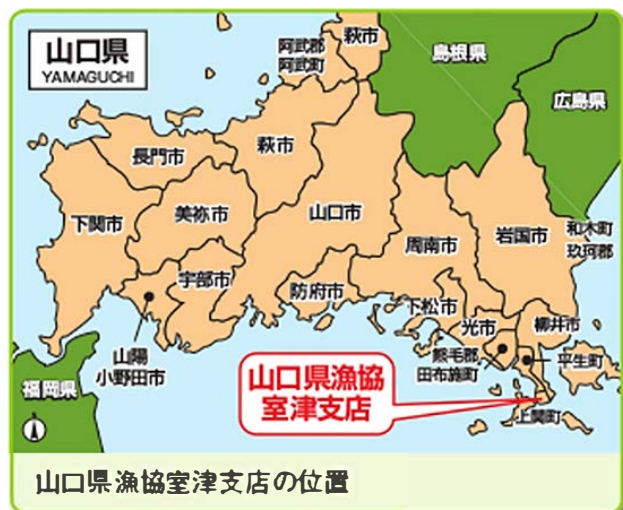 山口県
YAMAGUCHI
萩市
阿武郡
阿武町
島根県
広島県
長門市
萩市
下関市
美祢市
山口市
周南市
岩国市
和木町
玖珂郡
宇部市
防府市
下松市
光市
柳井市
山陽
小野田市
熊毛郡
田布施町
平生町
福岡県
山口県漁協
室津支店
上関町
山口県漁協室津支店の位置